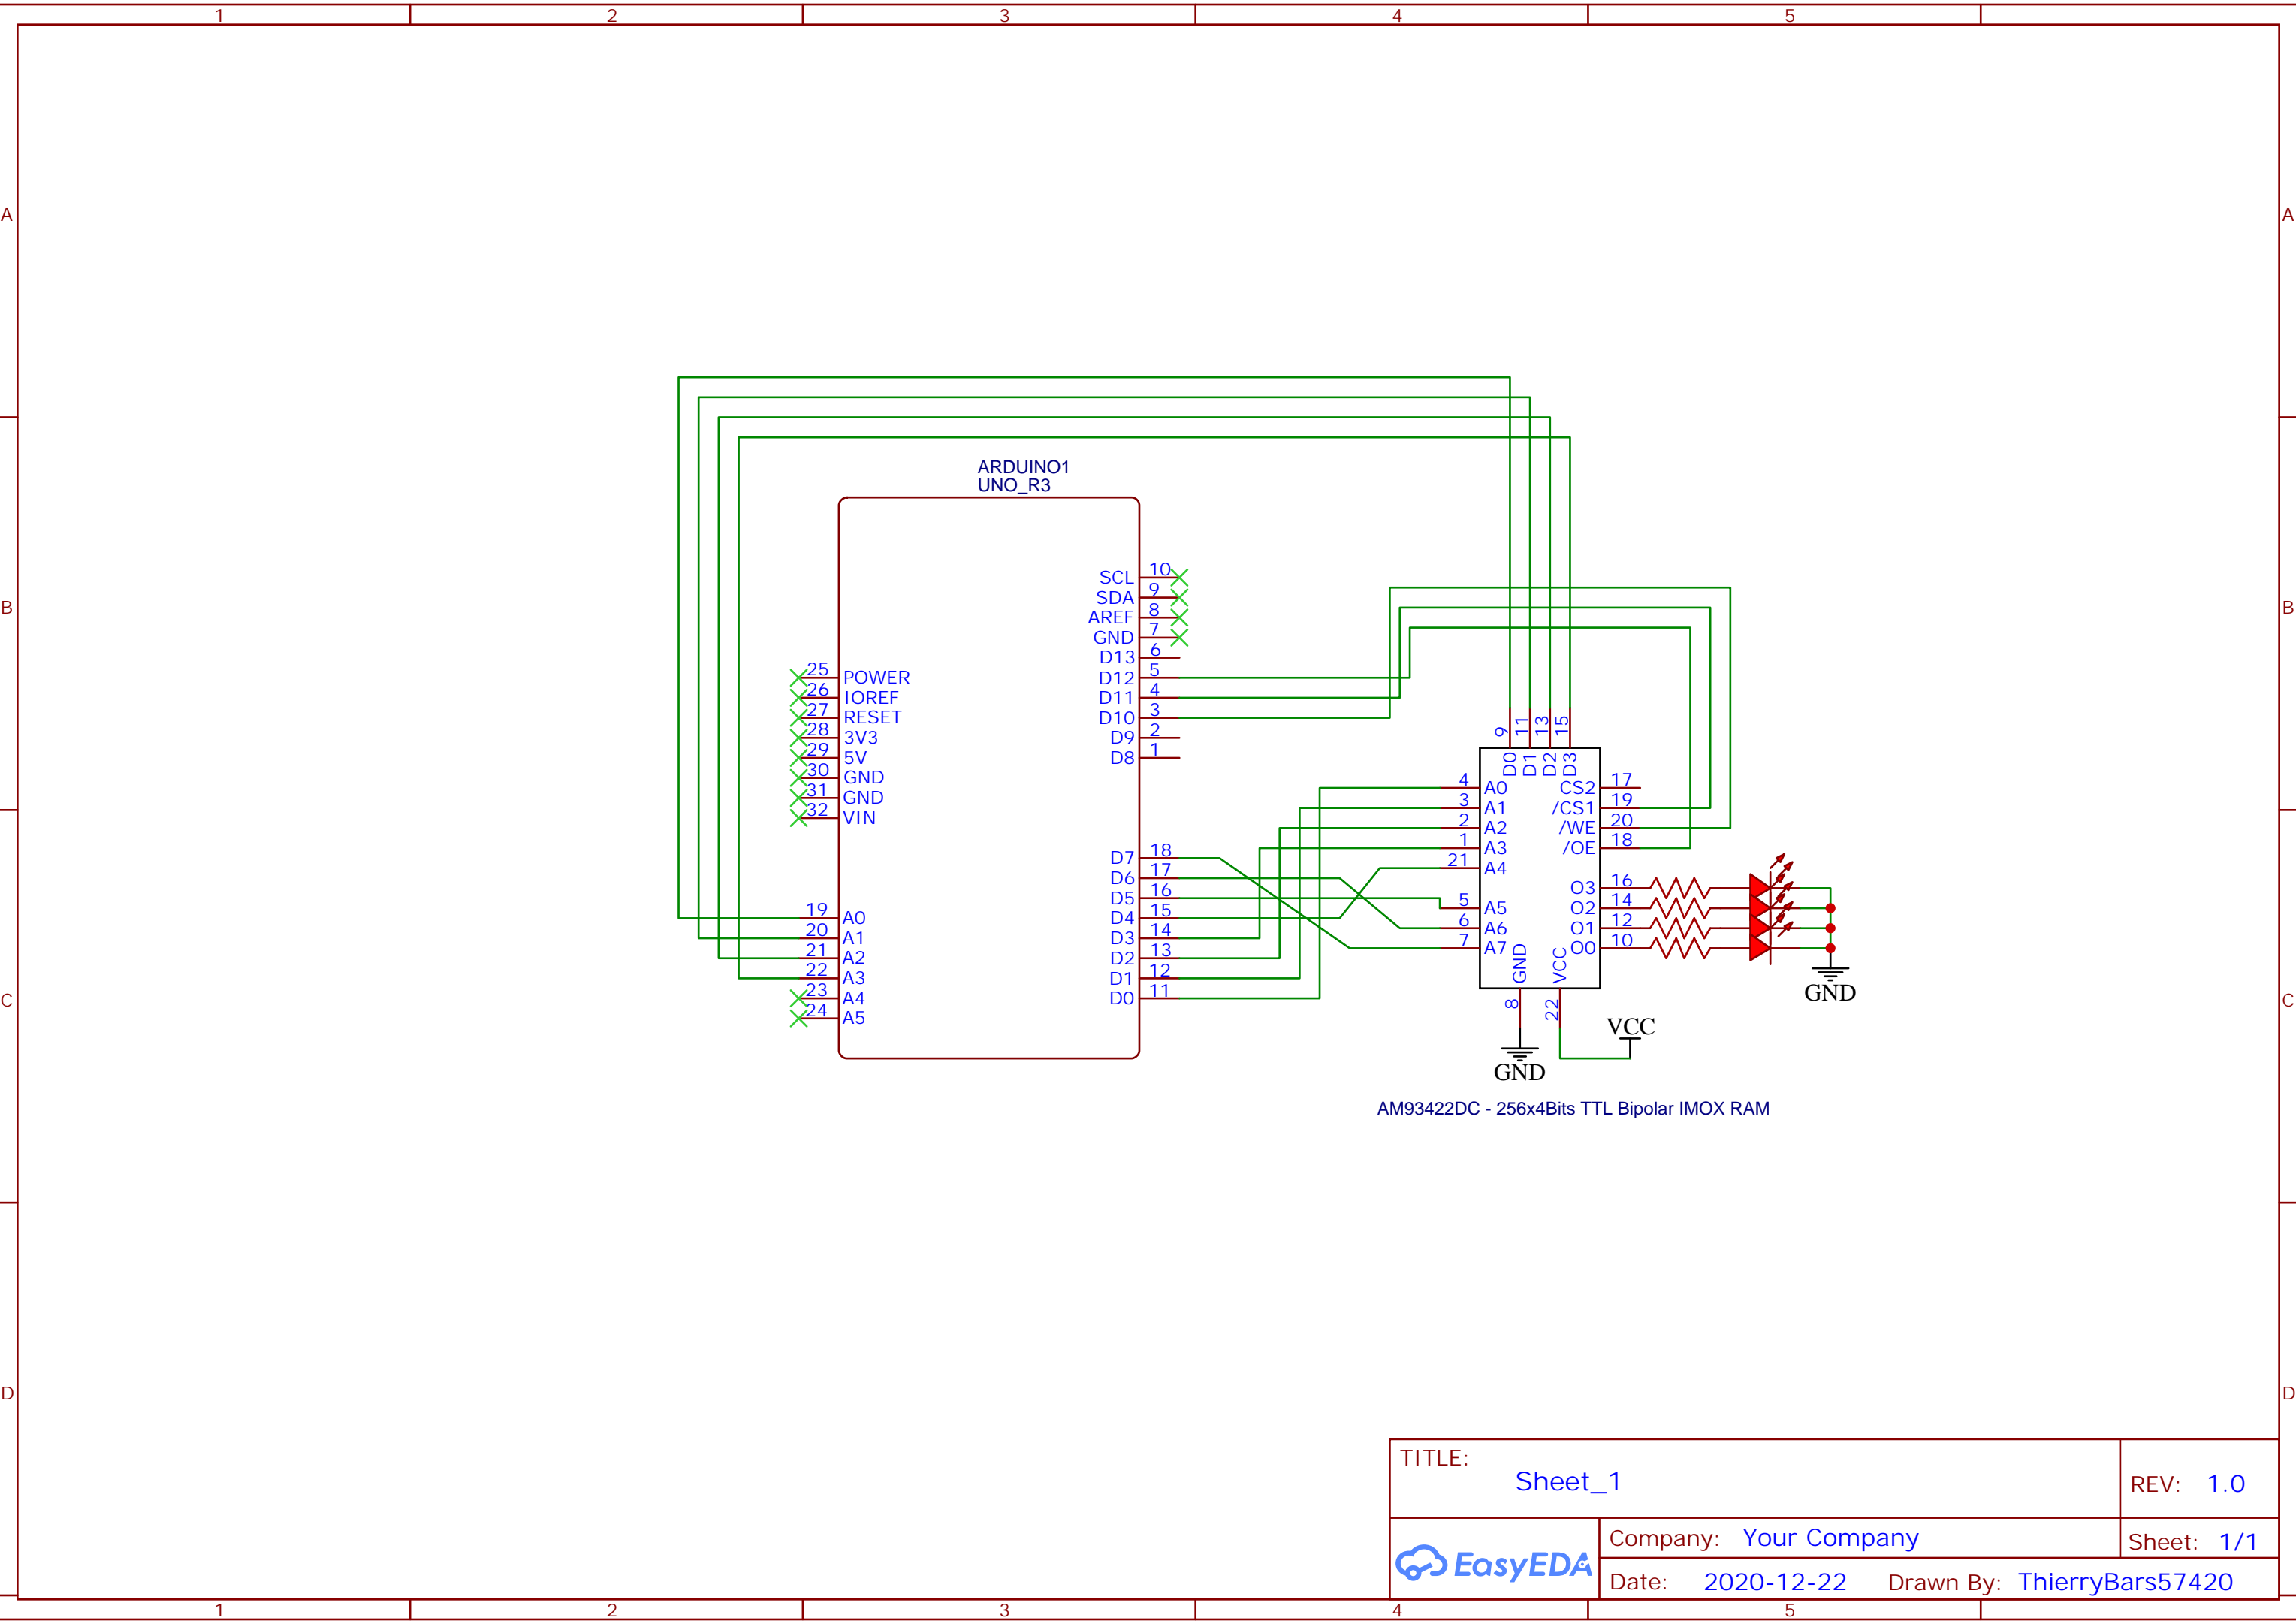 1 2 3 4 5
A A
ARDUINO1
UNO_R3
SCL 10
SDA 9
B B
AREF 8
GND 7
D13 6
25 POWER D12 5
26 IOREF D11 4
27 RESET D10 3
28 3V3 D9 2
29 5V D8 1
30 GND
31 GND
32 VIN
9 11 13 15
D0 D1 D2 D3
4 A0 CS2 17
3 A1 /CS1 19
2 A2 /WE 20
1 A3 /OE 18
21 A4
5 A5 O3 16
6 A6 O2 14
7 A7 O1 12
O0 10
GND VCC
8 22
D7 18
D6 17
D5 16
19 A0 D4 15
20 A1 D3 14
21 A2 D2 13
22 A3 D1 12
23 A4 D0 11
24 A5
C C
GND
VCC
GND
AM93422DC - 256x4Bits TTL Bipolar IMOX RAM
D D
TITLE:
Sheet_1
REV: 1.0
EasyEDA
Company: Your Company
Sheet: 1/1
Date: 2020-12-22 Drawn By: ThierryBars57420
1 2 3 4 5